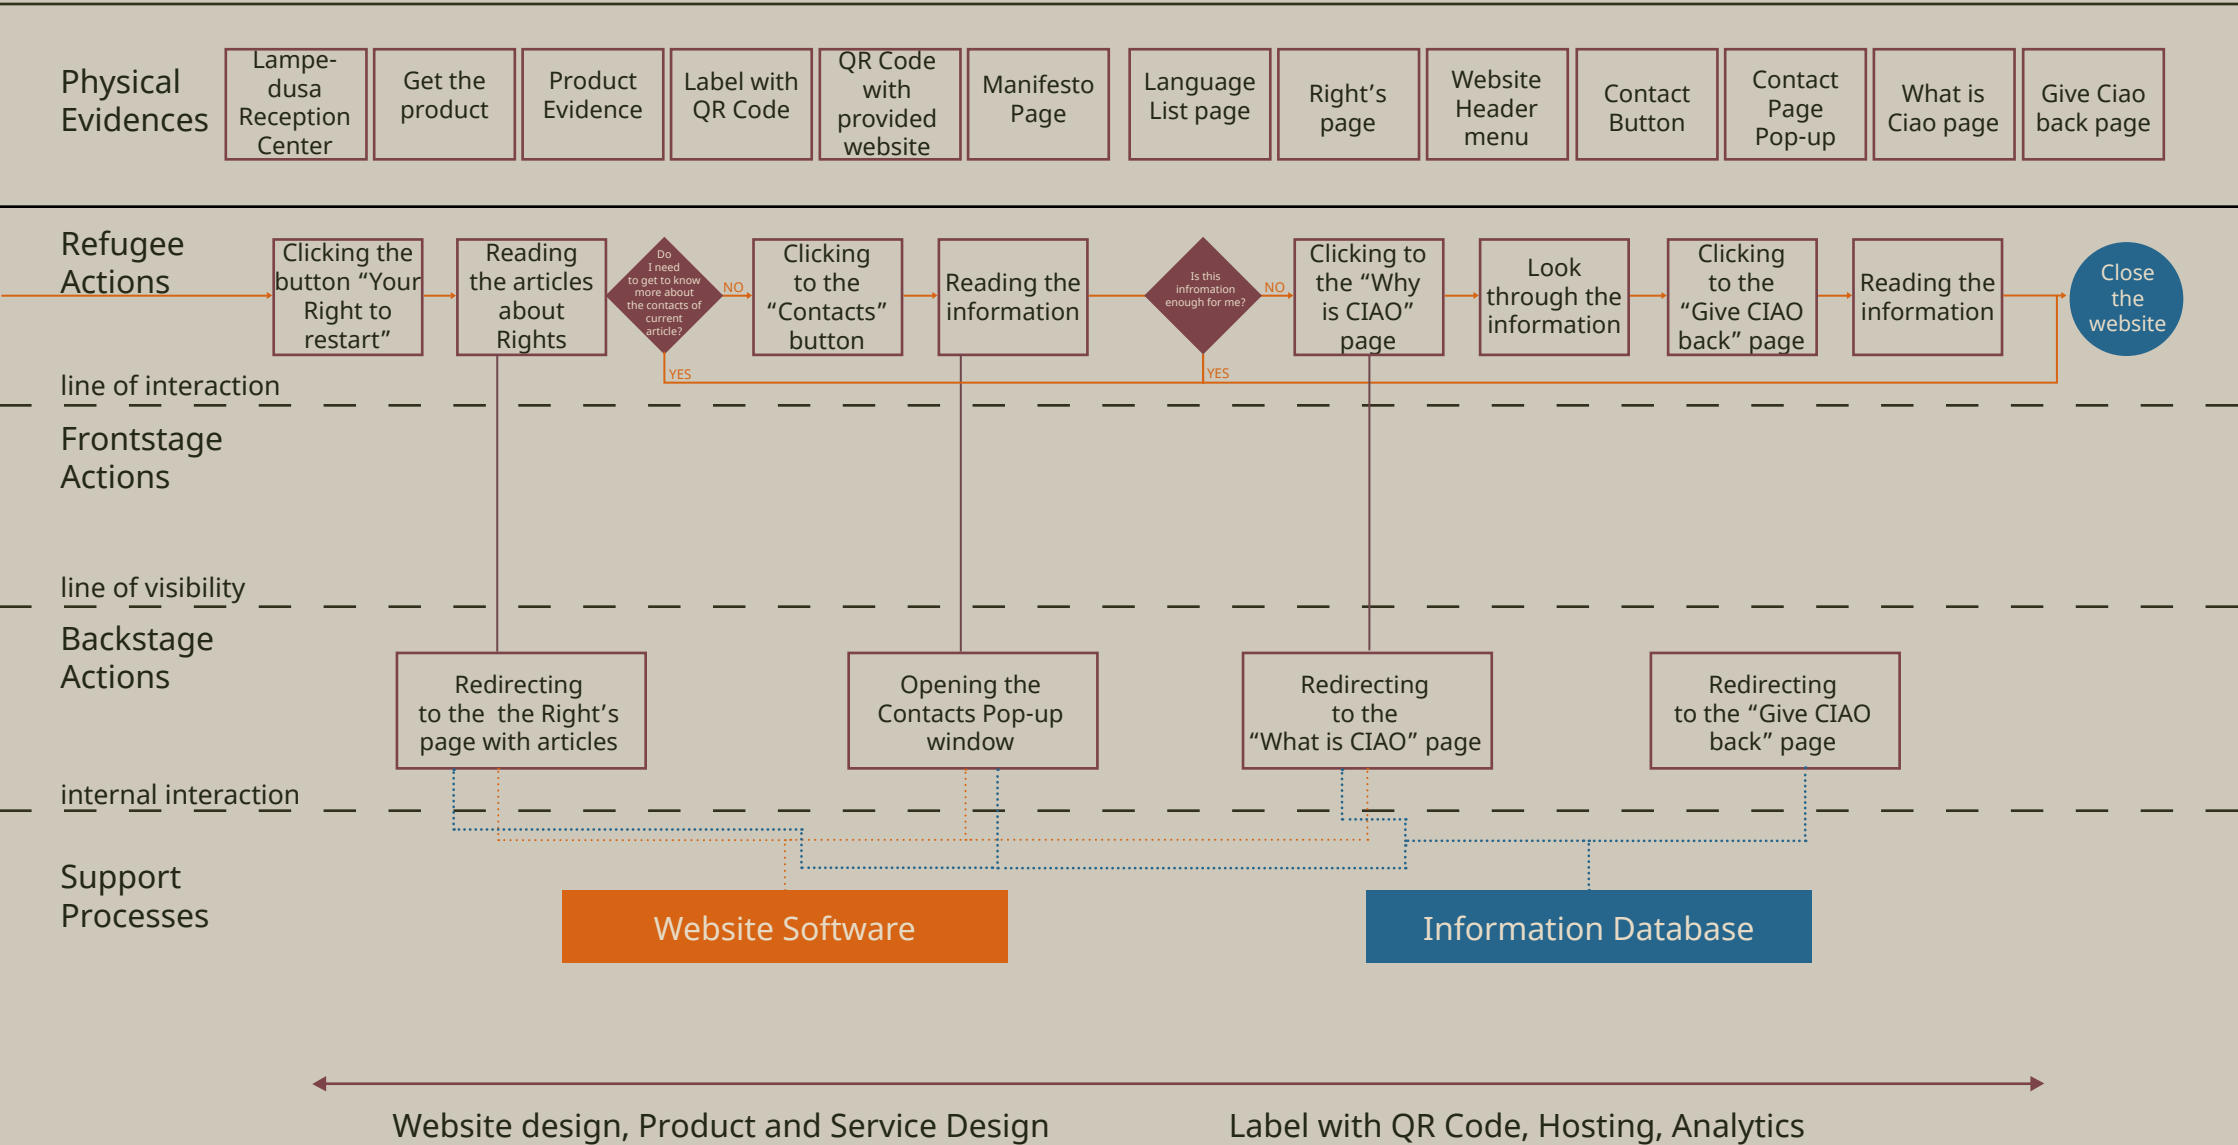 Physical
Evidences
Lampe-
dusa
Reception
Center
Get the
product
Product
Evidence
Label with
QR Code
QR Code
with
provided
website
Manifesto
Page
Language
List page
Right’s
page
Website
Header
menu
Contact
Button
Contact
Page
Pop-up
What is
Ciao page
Give Ciao
back page
Refugee
Actions
Clicking the
button “Your
Right to
restart”
Reading
the articles
about
Rights
Do
I need
to get to know
more about
the contacts of
current
article?
NO
YES
Clicking
to the
“Contacts”
button
Reading the
information
Is this
infromation
enough for me?
NO
YES
Clicking to
the “Why
is CIAO”
page
Look
through the
information
Clicking
to the
“Give CIAO
back” page
Reading the
information
Close
the
website
line of interaction
Frontstage
Actions
line of visibility
Backstage
Actions
Redirecting
to the  the Right’s
page with articles
Opening the
Contacts Pop-up
window
Redirecting
to the
“What is CIAO” page
Redirecting
to the “Give CIAO
back” page
internal interaction
Support
Processes
Website Software
Information Database
Website design, Product and Service Design
Label with QR Code, Hosting, Analytics